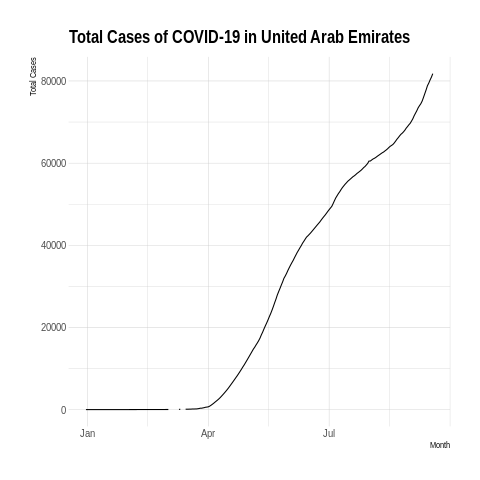 Total Cases of COVID-19 in United Arab Emirates
Total Cases
80000
60000
40000
20000
0
Jan Apr Jul
Month